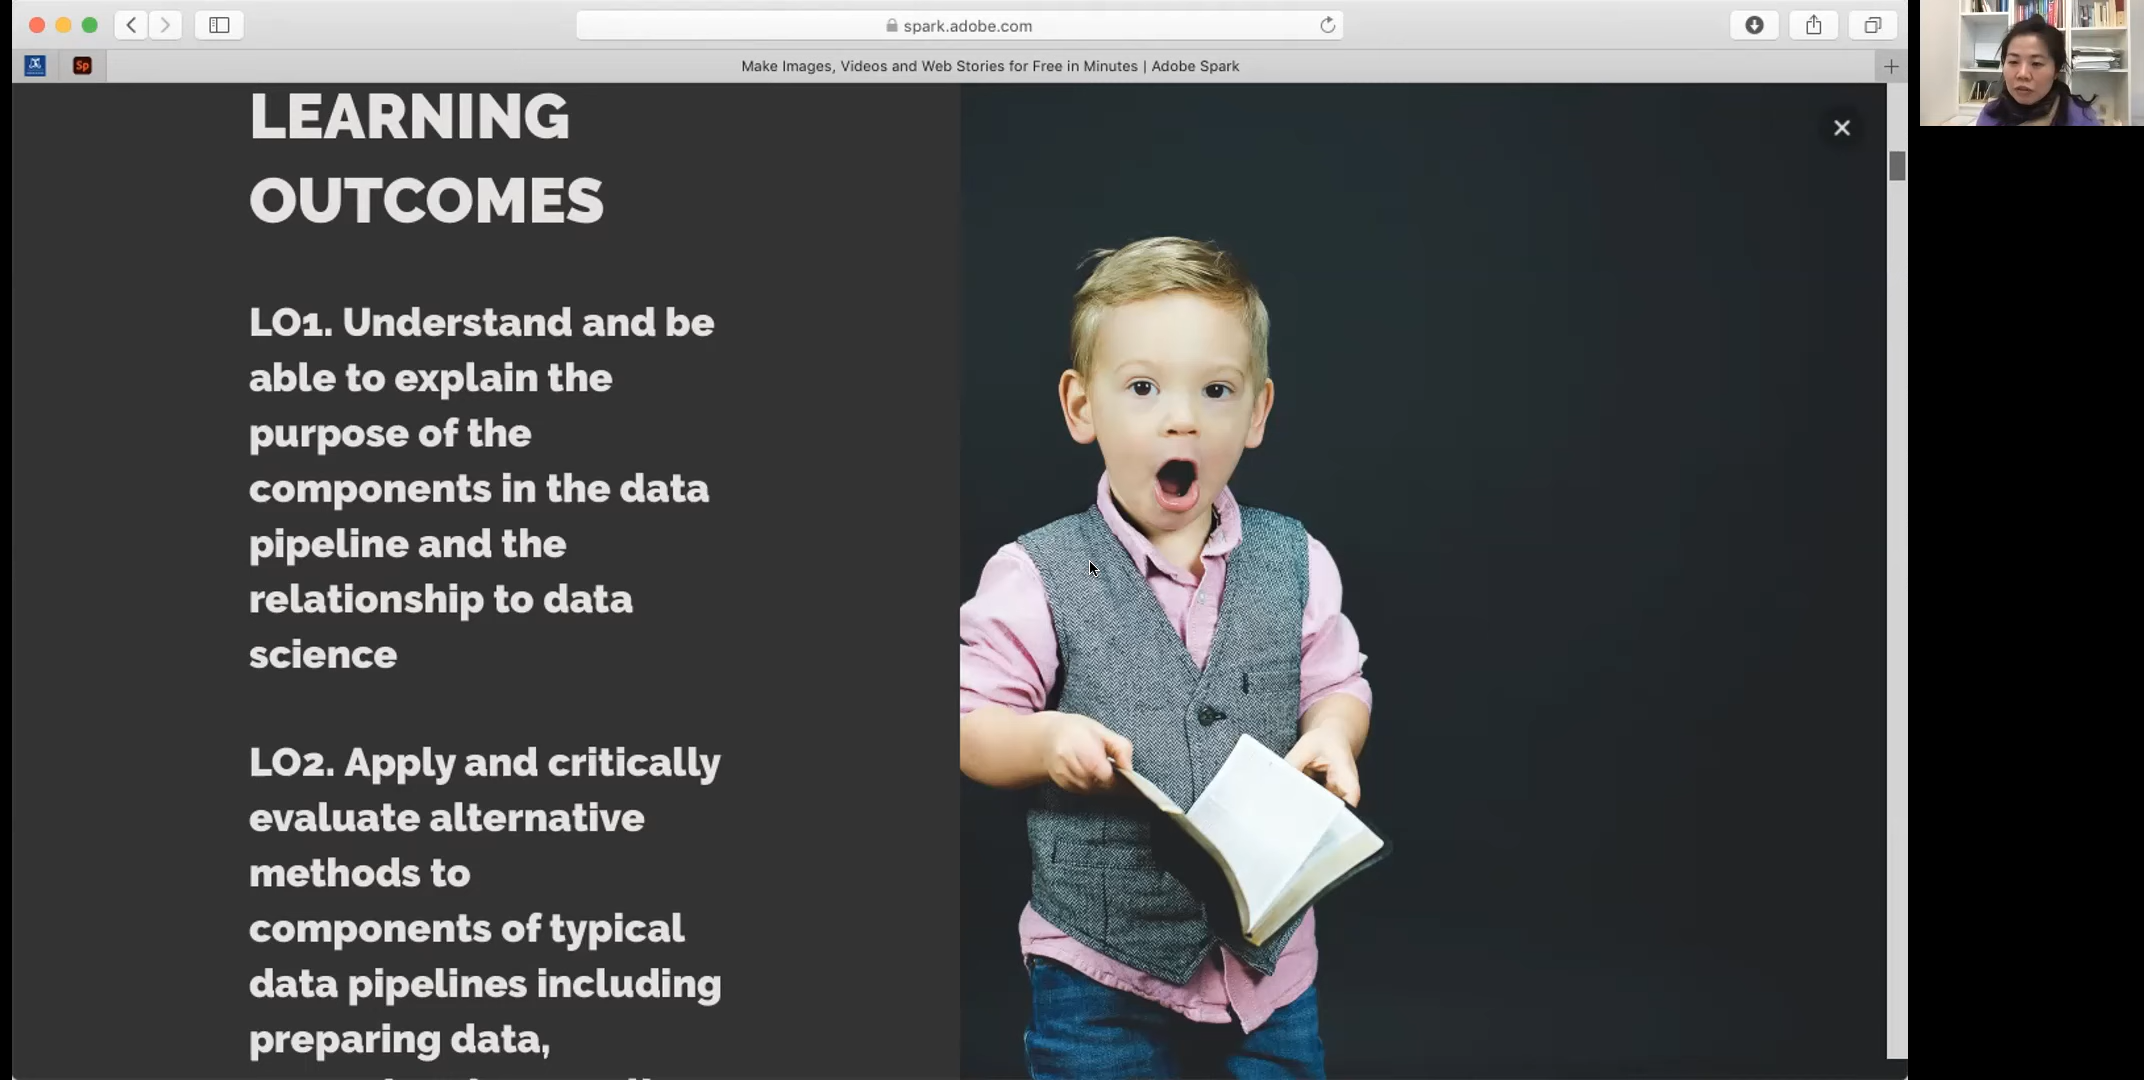 spark.adobe.com
Sp
Make Images, Videos and Web Stories for Free in Minutes | Adobe Spark
LEARNING
OUTCOMES
LO1. Understand and be
able to explain the
purpose of the
components in the data
pipeline and the
relationship to data
science
LO2. Apply and critically
evaluate alternative
methods to
components of typical
data pipelines including
preparing data,